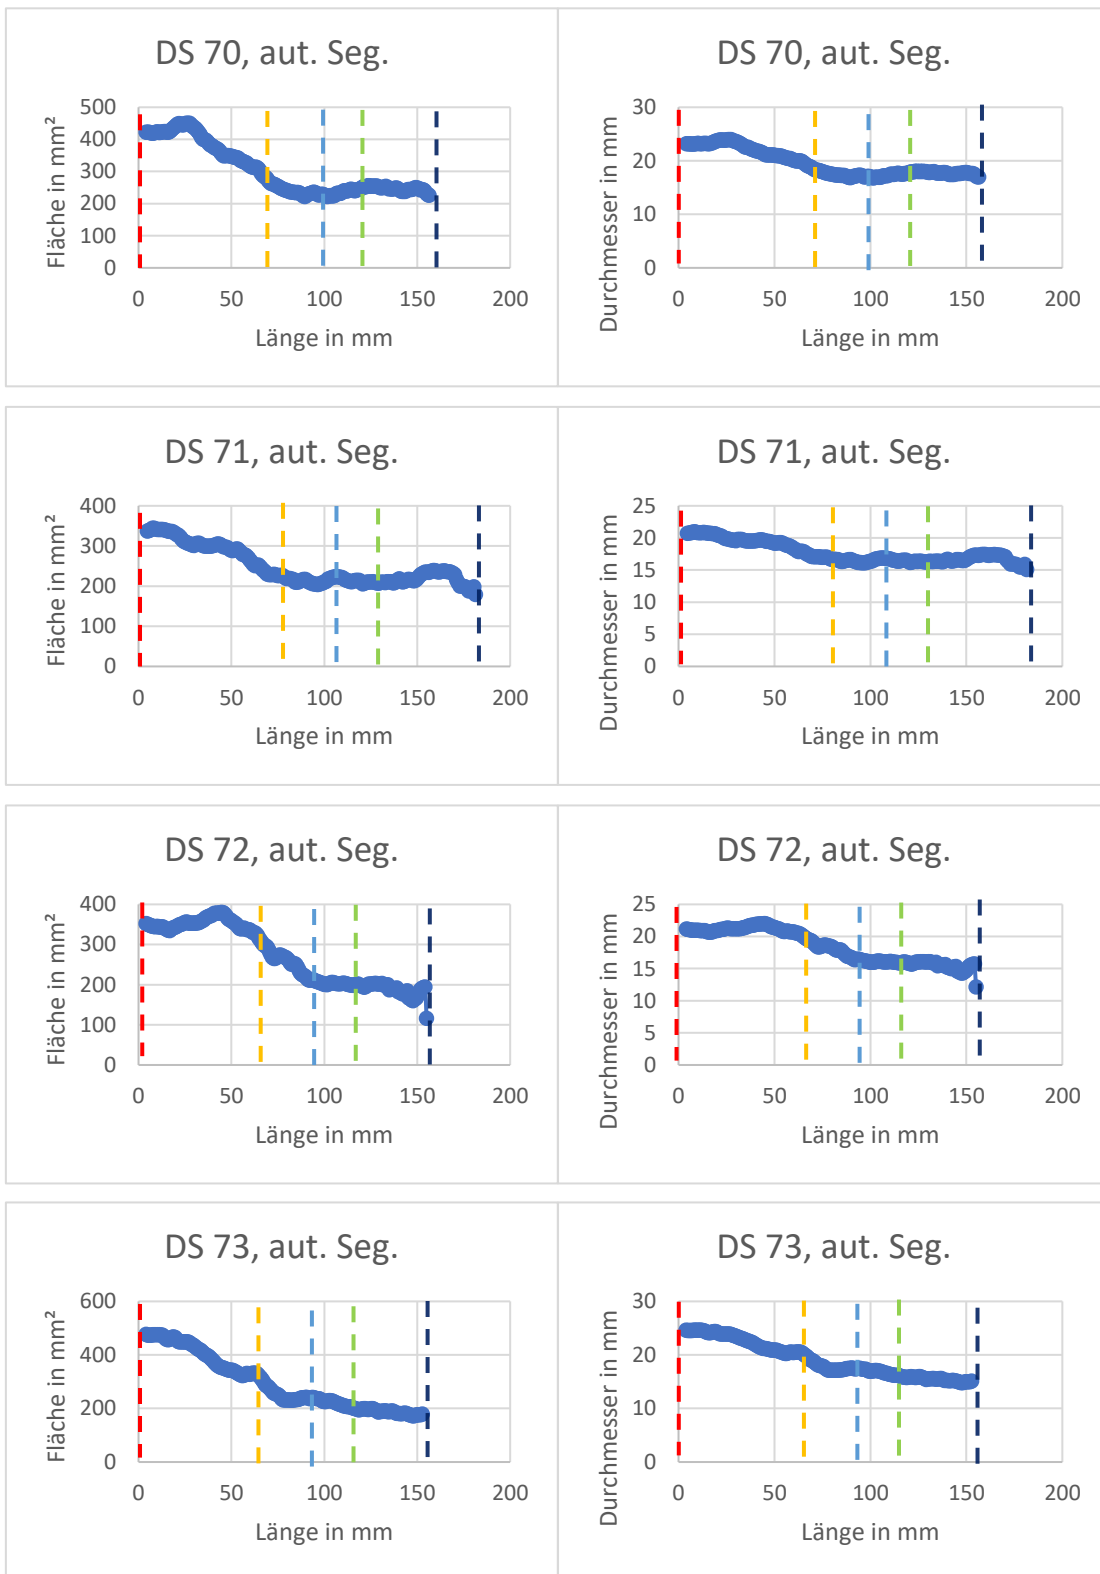 DS 70, aut. Seg.
Fläche in mm²
500
400
300
200
100
0
0 50 100 150 200
Länge in mm
DS 70, aut. Seg.
Durchmesser in mm
30
20
10
0
0 50 100 150 200
Länge in mm
DS 71, aut. Seg.
Fläche in mm²
400
300
200
100
0
0 50 100 150 200
Länge in mm
DS 71, aut. Seg.
Durchmesser in mm
25
20
15
10
5
0
0 50 100 150 200
Länge in mm
DS 72, aut. Seg.
Fläche in mm²
400
300
200
100
0
0 50 100 150 200
Länge in mm
DS 72, aut. Seg.
Durchmesser in mm
25
20
15
10
5
0
0 50 100 150 200
Länge in mm
DS 73, aut. Seg.
Fläche in mm²
600
400
200
0
0 50 100 150 200
Länge in mm
DS 73, aut. Seg.
Durchmesser in mm
30
20
10
0
0 50 100 150 200
Länge in mm